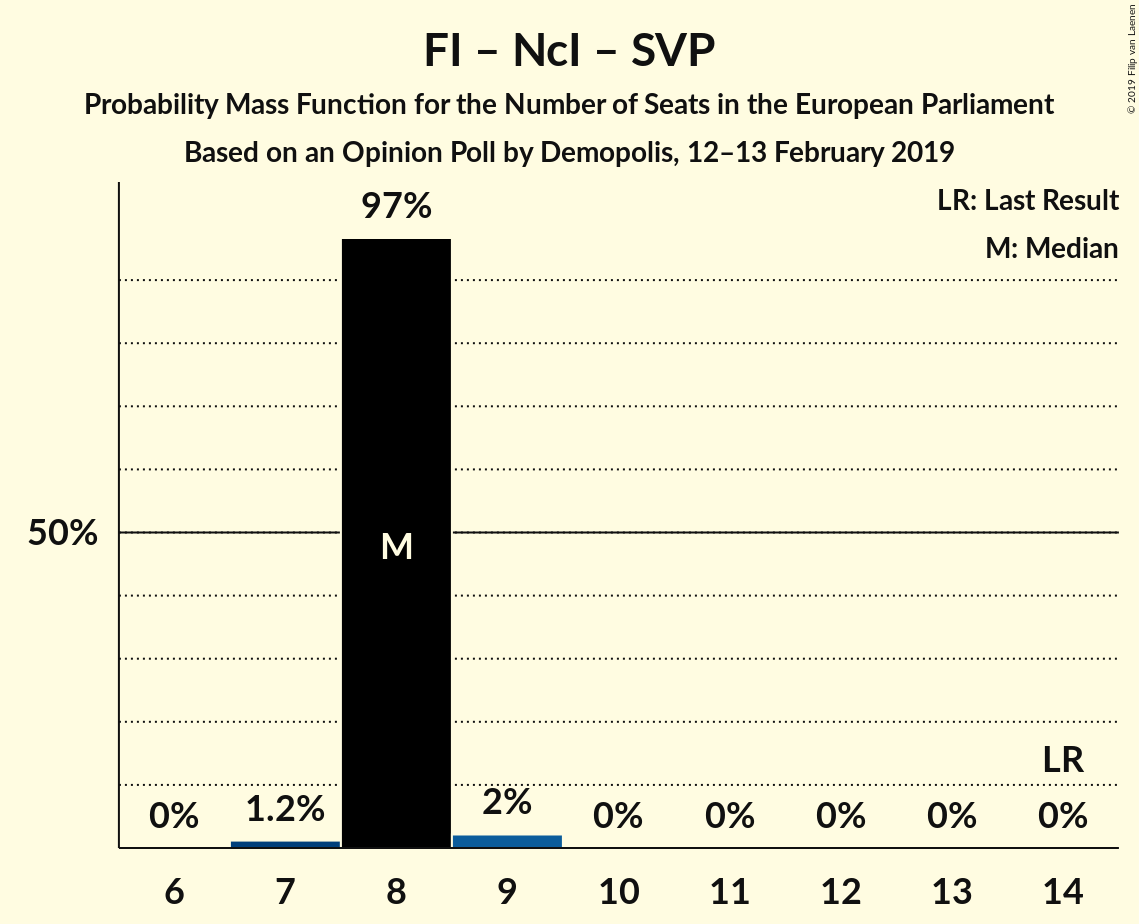 FI – NcI – SVP
Probability Mass Function for the Number of Seats in the European Parliament
Based on an Opinion Poll by Demopolis, 12–13 February 2019
© 2019 Filip van Laenen
LR: Last Result
M: Median
97%
50%
M
LR
0% 1.2% 2% 0% 0% 0% 0% 0%
6 7 8 9 10 11 12 13 14